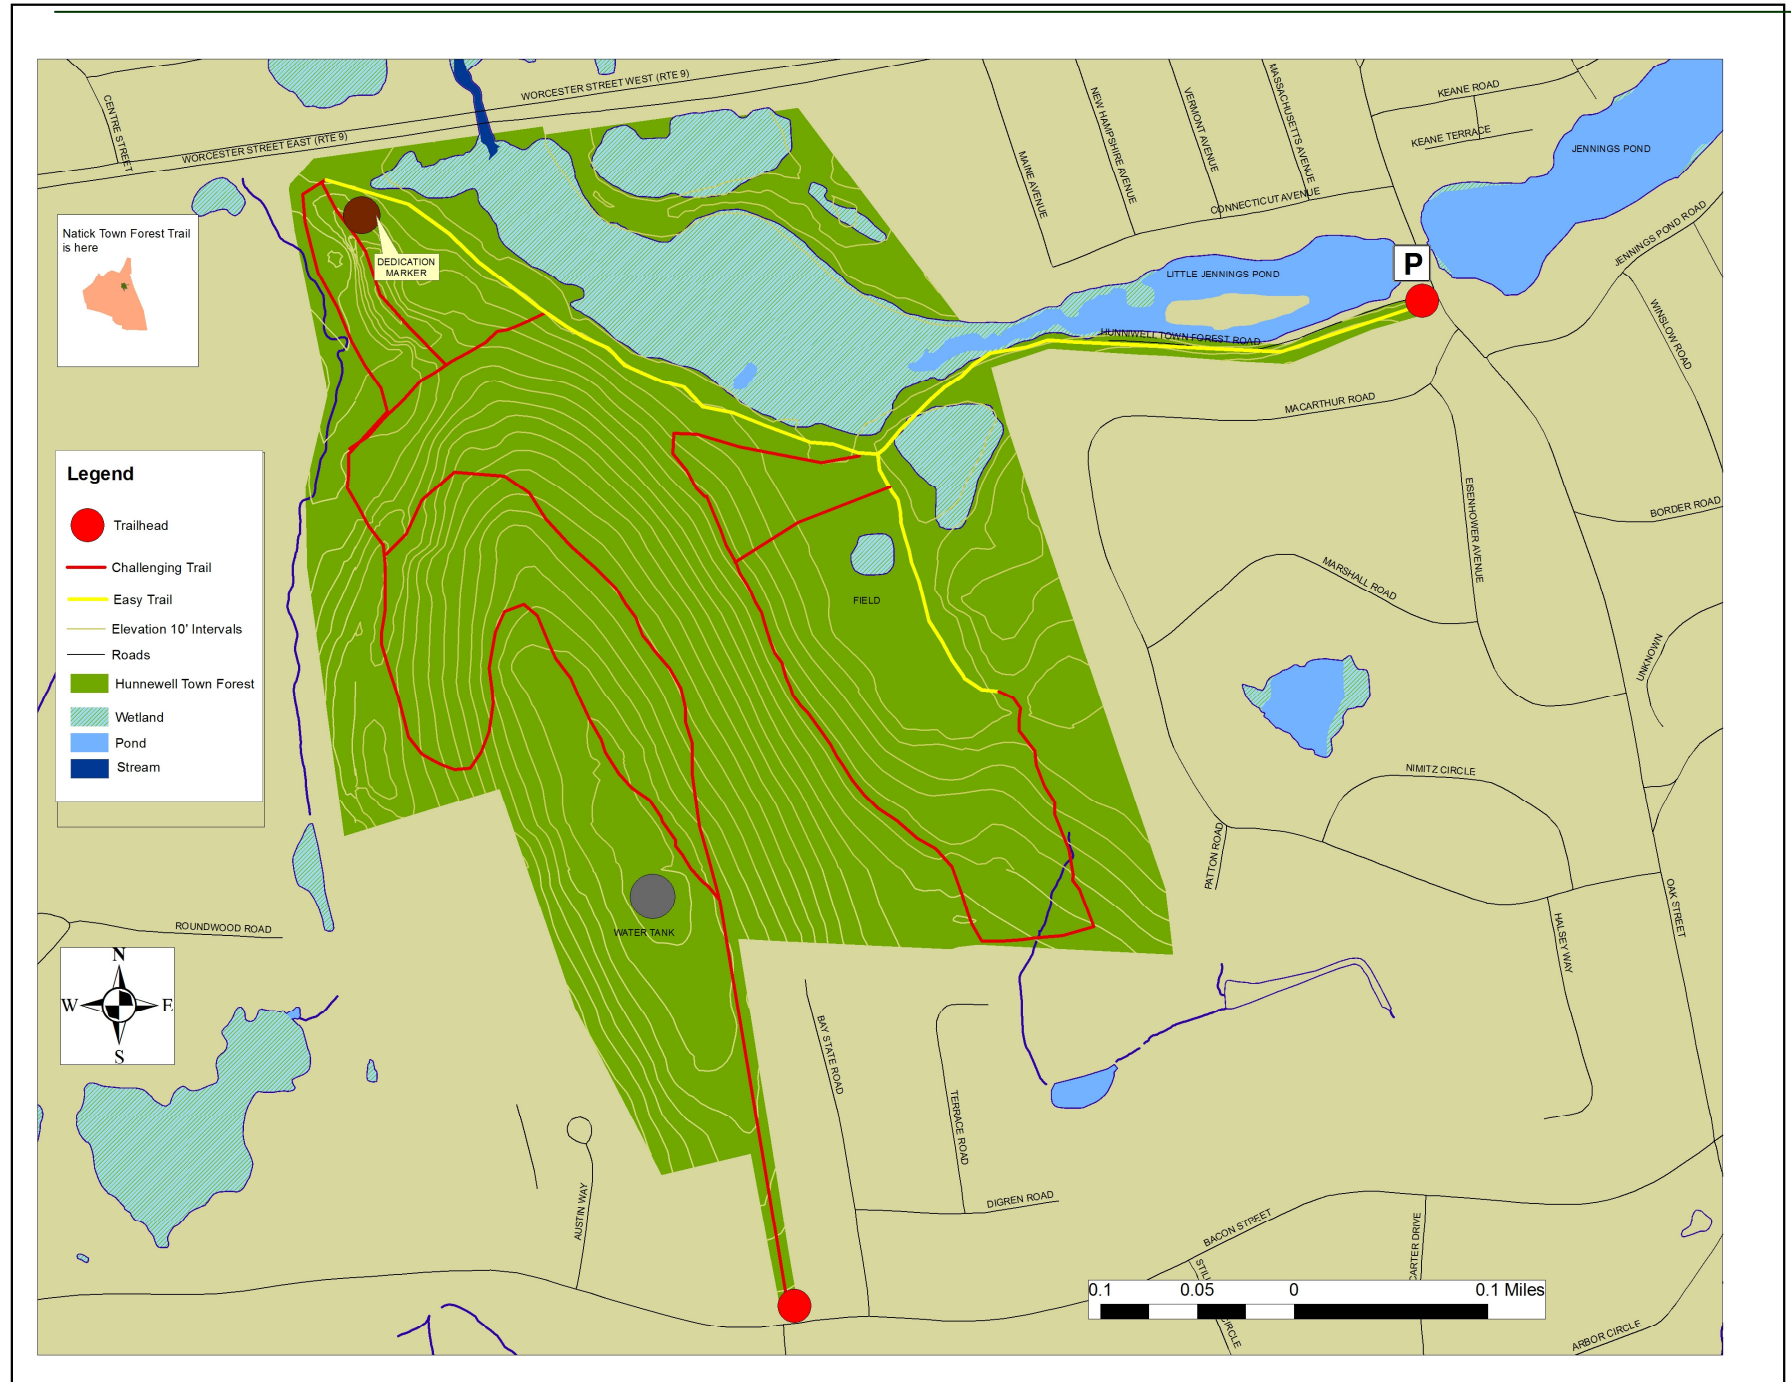 WORCESTER STREET WEST (RTE 9)
WORCESTER STREET EAST (RTE 9)
CENTRE STREET
MAINE AVENUE
NEW HAMPSHIRE AVENUE
VERMONT AVENUE
MASSACHUSETTS AVENUE
CONNECTICUT AVENUE
KEANE ROAD
KEANE TERRACE
JENNINGS POND
JENNINGS POND ROAD
WINSLOW ROAD
Natick Town Forest Trail
is here
DEDICATION
MARKER
P
LITTLE JENNINGS POND
HUNNIWELL TOWN FOREST ROAD
MACARTHUR ROAD
EISENHOWER AVENUE
BORDER ROAD
MARSHALL ROAD
UNKNOWN
Legend
Trailhead
Challenging Trail
Easy Trail
Elevation 10' Intervals
Roads
Hunnewell Town Forest
Wetland
Pond
Stream
FIELD
NIMITZ CIRCLE
PATTON ROAD
OAK STREET
HALSEY WAY
WATER TANK
ROUNDWOOD ROAD
N
W
E
S
BAY STATE ROAD
TERRACE ROAD
DIGREN ROAD
AUSTIN WAY
BACON STREET
CARTER DRIVE
CIRCLE
ARBOR CIRCLE
0.1 0.05 0 0.1 Miles